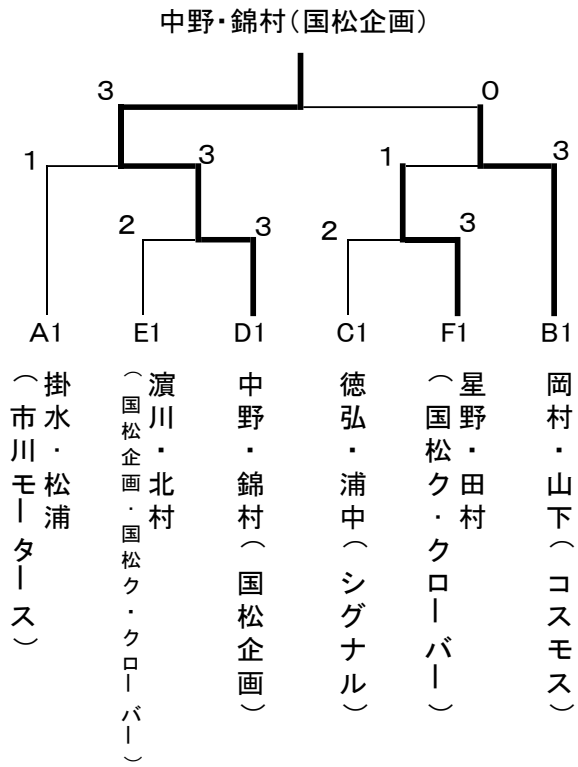 中野・錦村(国松企画)
3
0
1
3
1
3
2
3
2
3
A1
E1
D1
C1
F1
B1
掛水・松浦
(市川モータース)
濵川・北村
(国松企画・国松ク・クローバー)
中野・錦村(国松企画)
徳弘・浦中(シグナル)
星野・田村
(国松ク・クローバー)
岡村・山下(コスモス)